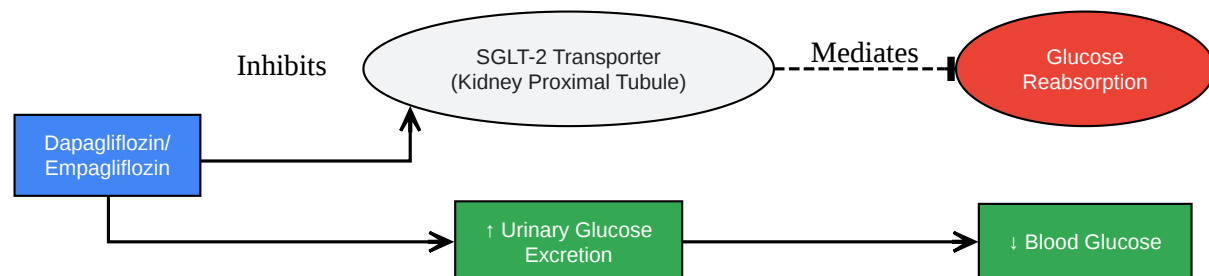 Inhibits
SGLT-2 Transporter
(Kidney Proximal Tubule)
Mediates
Glucose
Reabsorption
Dapagliflozin/
Empagliflozin
↑ Urinary Glucose
Excretion
↓ Blood Glucose